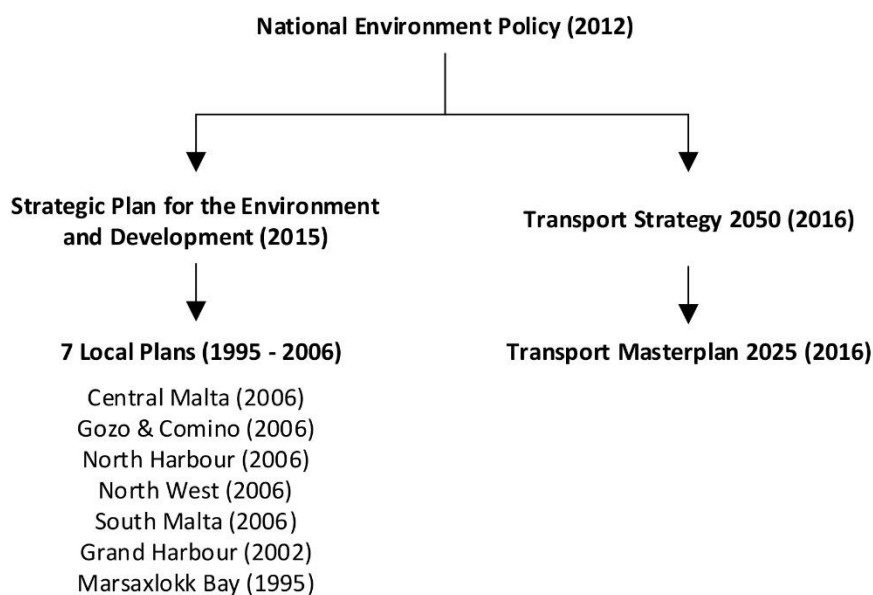 National Environment Policy (2012)
Strategic Plan for the Environment
and Development (2015)
Transport Strategy 2050 (2016)
7 Local Plans (1995 - 2006)
Transport Masterplan 2025 (2016)
Central Malta (2006)
Gozo & Comino (2006)
North Harbour (2006)
North West (2006)
South Malta (2006)
Grand Harbour (2002)
Marsaxlokk Bay (1995)